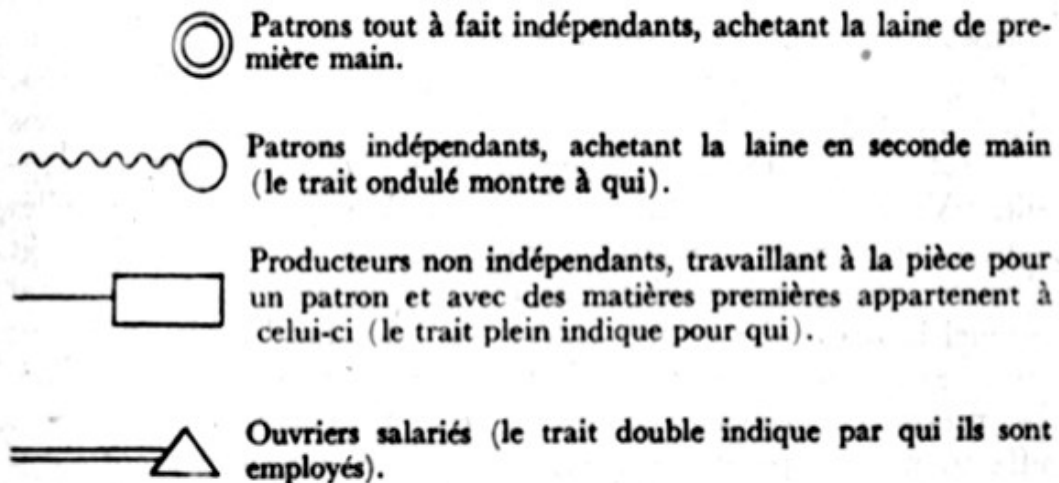 Patrons tout à fait indépendants, achetant la laine de pre-
mière main.
Patrons indépendants, achetant la laine en seconde main
(le trait ondulé montre à qui).
Producteurs non indépendants, travaillant à la pièce pour
un patron et avec des matières premières appartenent à
celui-ci (le trait plein indique pour qui).
Ouvriers salariés (le trait double indique par qui ils sont
employés).